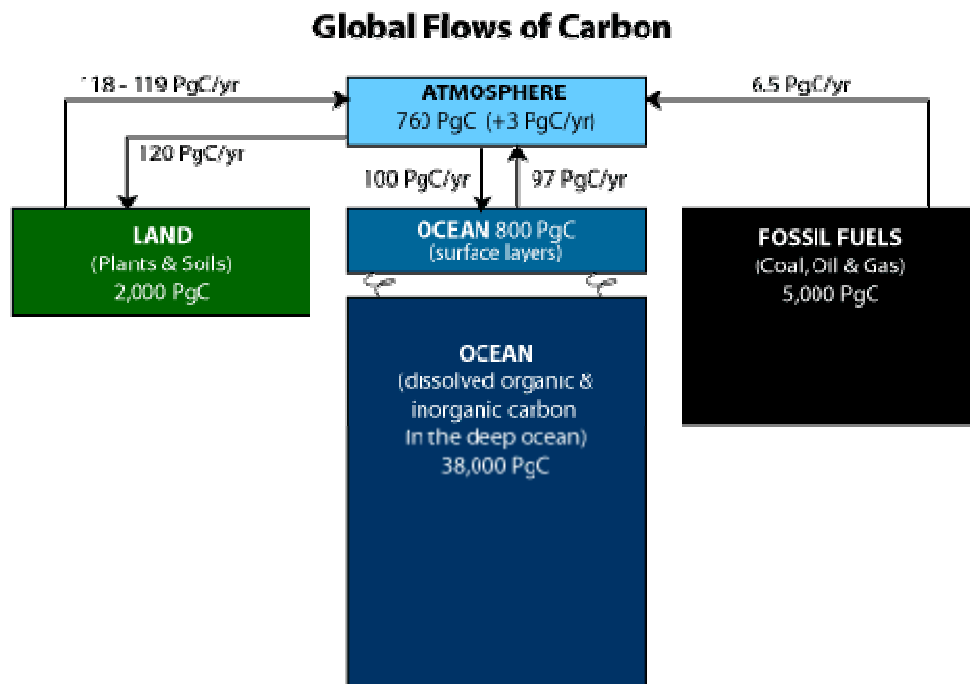 Global Flows of Carbon
118 - 119 PgC/yr
ATMOSPHERE
760 PgC (+3 PgC/yr)
6.5 PgC/yr
120 PgC/yr
100 PgC/yr
97 PgC/yr
LAND
(Plants & Soils)
2,000 PgC
OCEAN 800 PgC
(surface layers)
FOSSIL FUELS
(Coal, Oil & Gas)
5,000 PgC
OCEAN
(dissolved organic &
inorganic carbon
in the deep ocean)
38,000 PgC